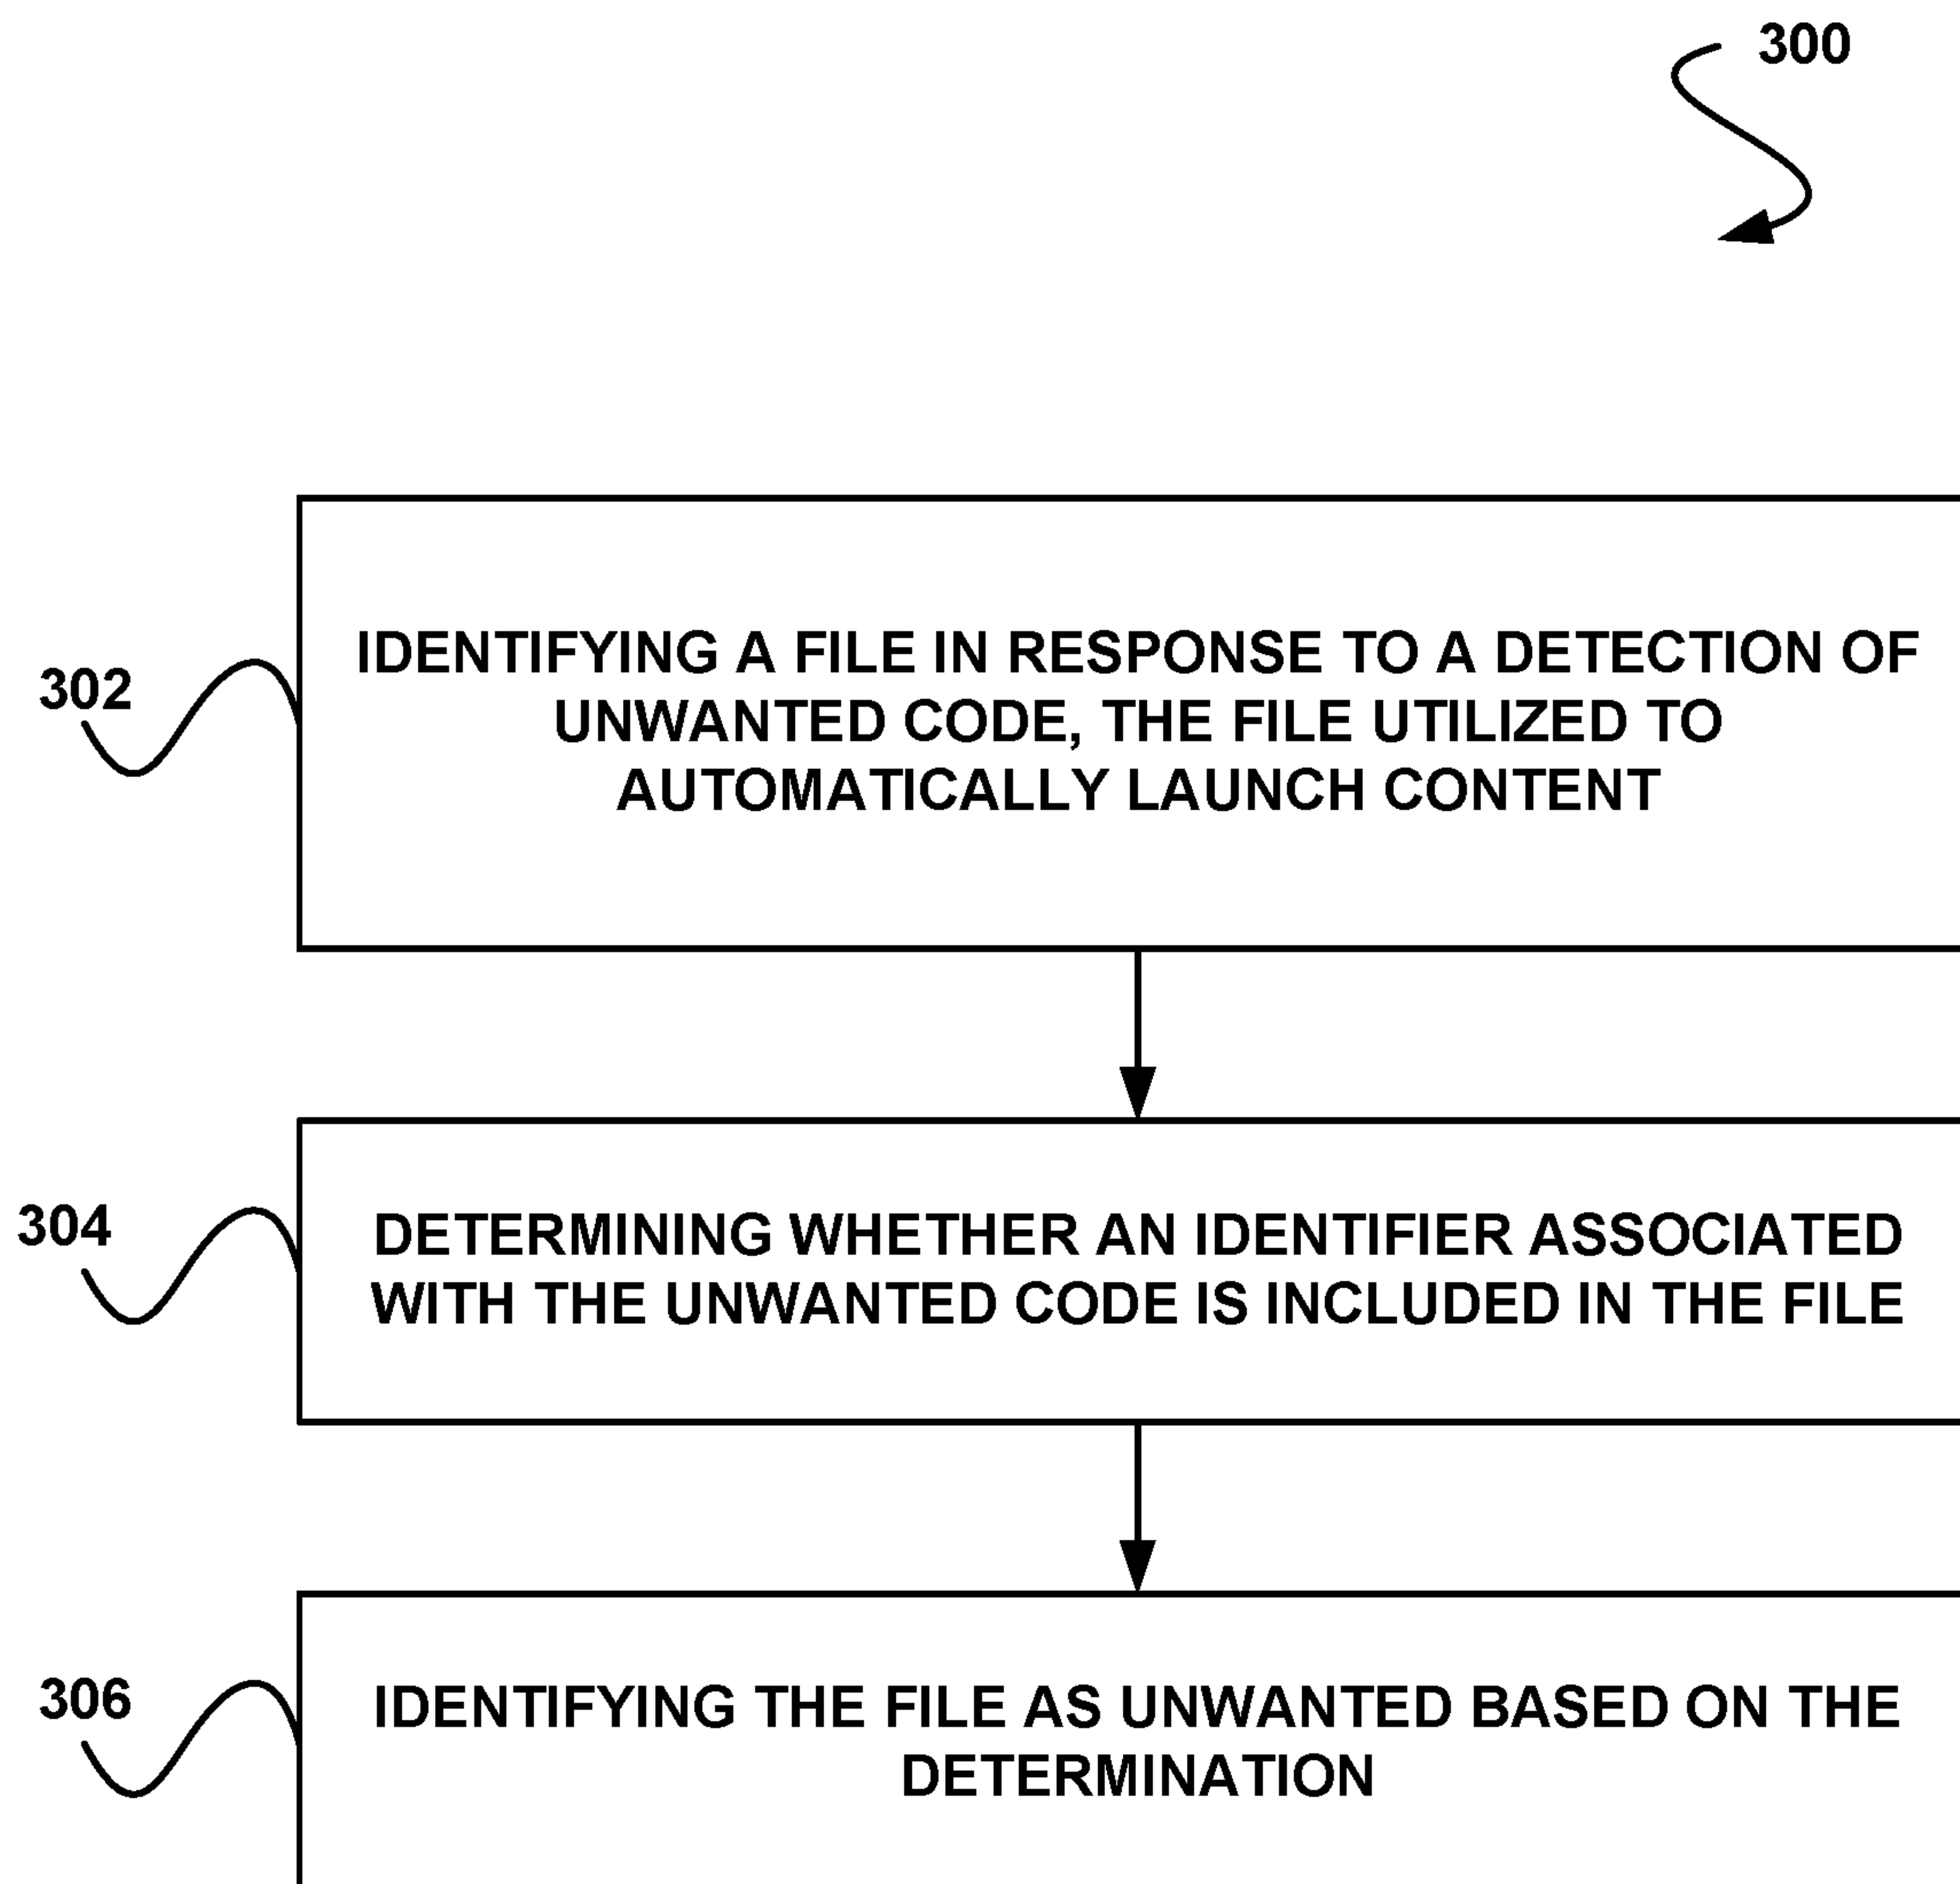 300
302
IDENTIFYING A FILE IN RESPONSE TO A DETECTION OF
UNWANTED CODE, THE FILE UTILIZED TO
AUTOMATICALLY LAUNCH CONTENT
304
DETERMINING WHETHER AN IDENTIFIER ASSOCIATED
WITH THE UNWANTED CODE IS INCLUDED IN THE FILE
306
IDENTIFYING THE FILE AS UNWANTED BASED ON THE
DETERMINATION